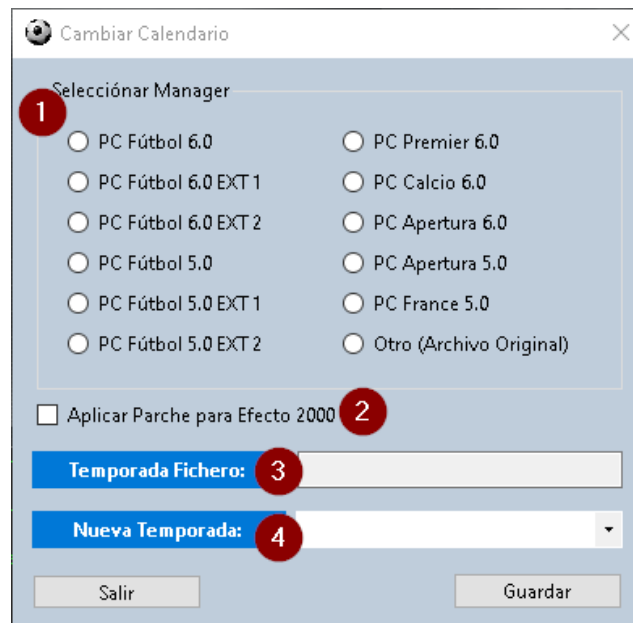 Cambiar Calendario
Selecciónar Manager
1
PC Fútbol 6.0
PC Premier 6.0
PC Fútbol 6.0 EXT 1
PC Calcio 6.0
PC Fútbol 6.0 EXT 2
PC Apertura 6.0
PC Fútbol 5.0
PC Apertura 5.0
PC Fútbol 5.0 EXT 1
PC France 5.0
PC Fútbol 5.0 EXT 2
Otro (Archivo Original)
Aplicar Parche para Efecto 2000 2
Temporada Fichero: 3
Nueva Temporada: 4
Salir
Guardar